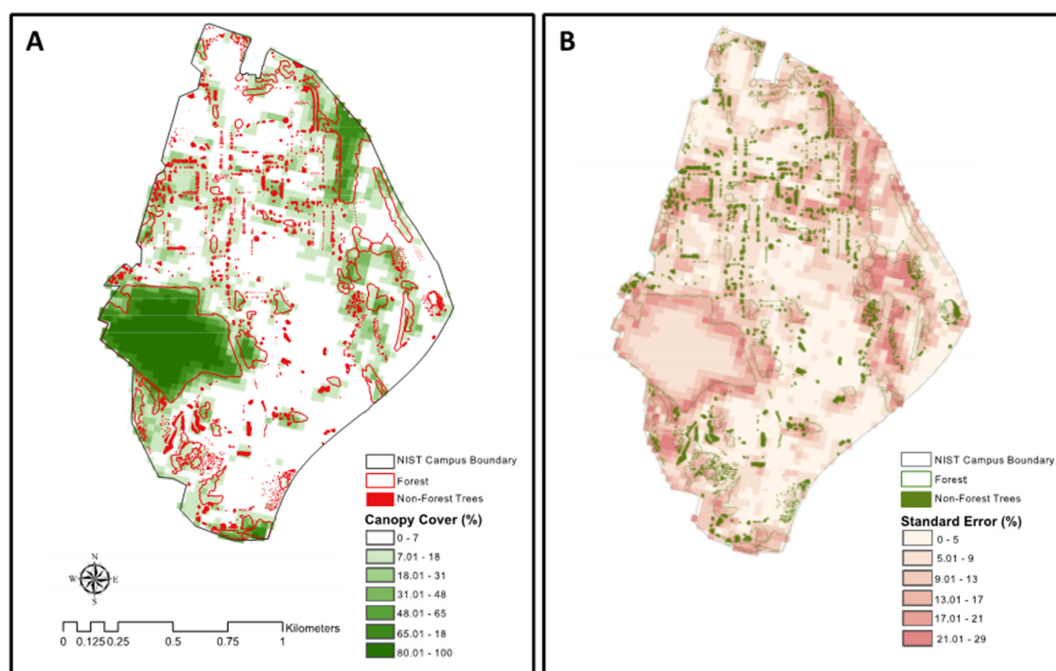 A
NIST Campus Boundary
Forest
Non-Forest Trees
Canopy Cover (%)
0 - 7
7.01 - 18
18.01 - 31
31.01 - 48
48.01 - 65
65.01 - 18
80.01 - 100
N
W E
S
Kilometers
0 0.125 0.25 0.5 0.75 1
B
NIST Campus Boundary
Forest
Non-Forest Trees
Standard Error (%)
0 - 5
5.01 - 9
9.01 - 13
13.01 - 17
17.01 - 21
21.01 - 29